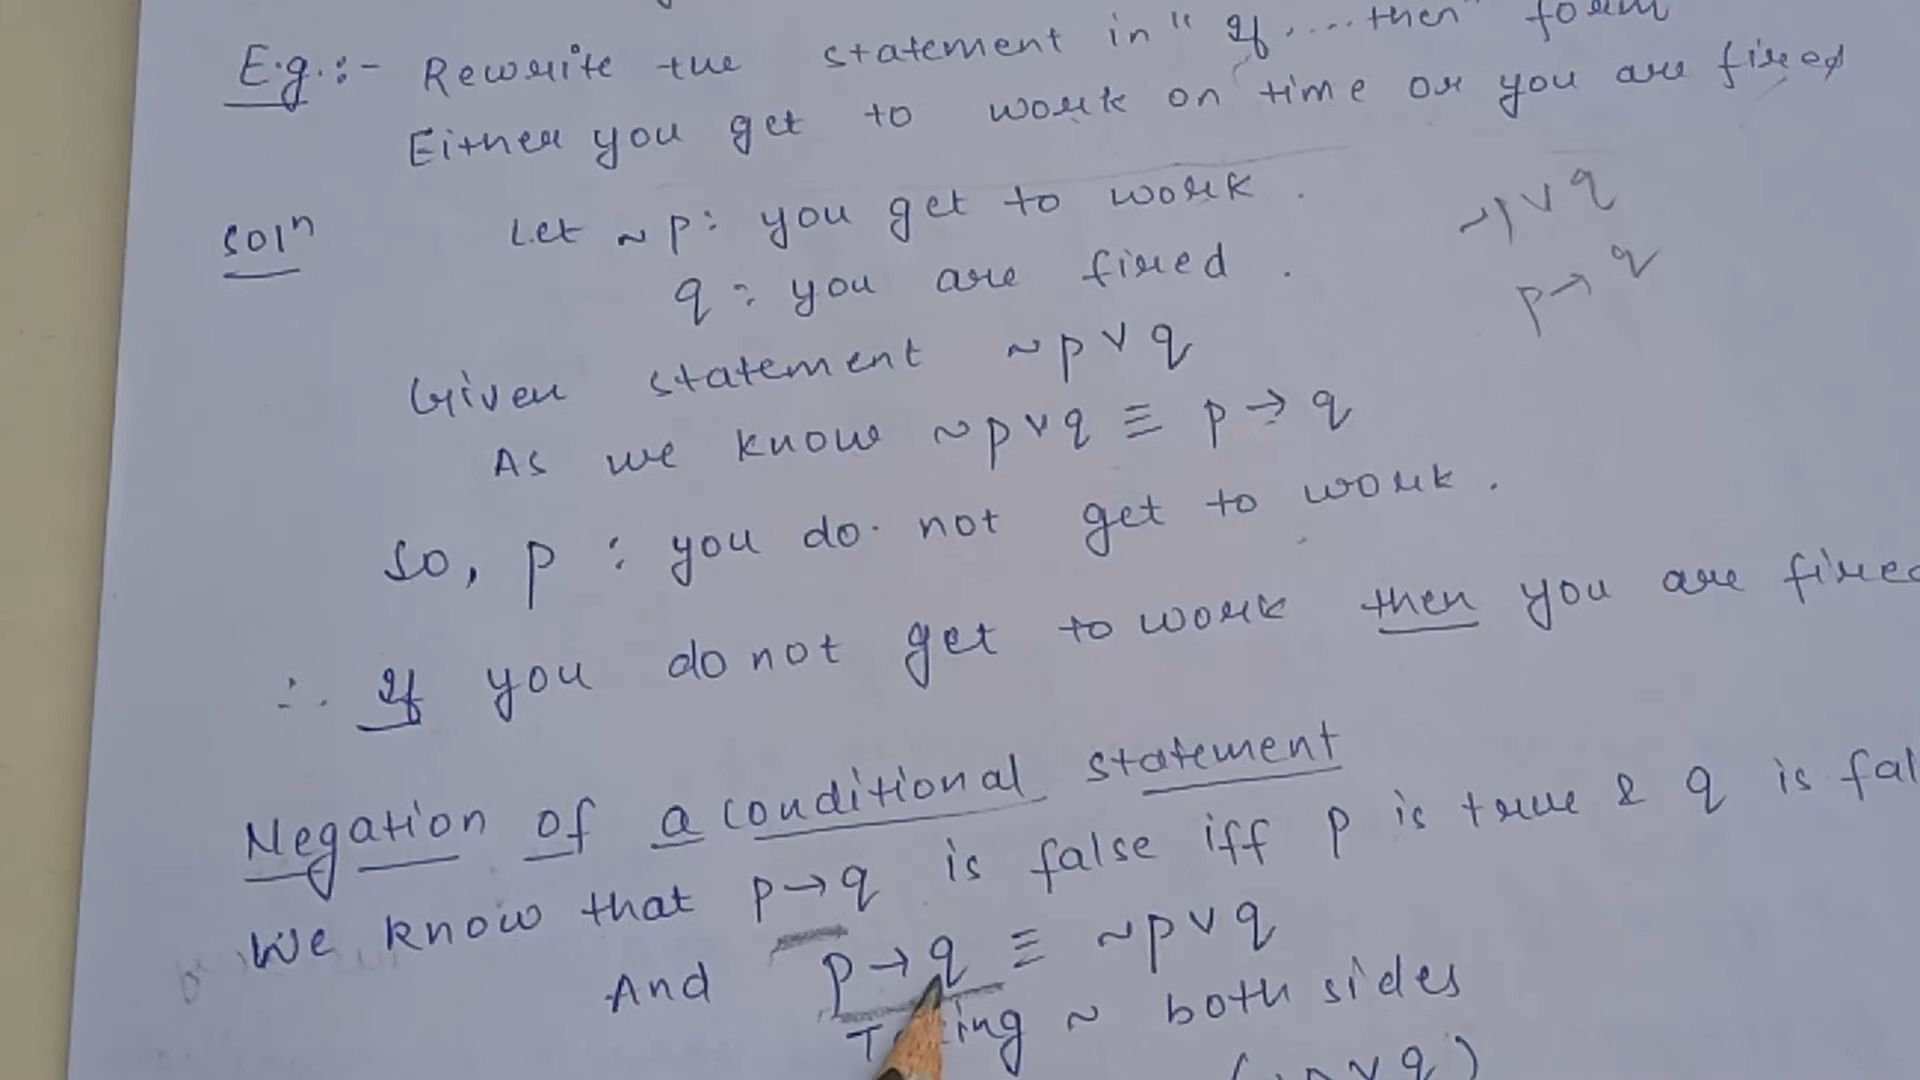 E.g.:- Rewrite the statement in "If....then" form
Either you get to work on time or you are fired
Soln Let ~p: you get to work.
q: you are fired.
~p∨q
p→q
Given statement ~p∨q
As we know ~p∨q ≡ p→q
So, p: you do not get to work.
∴ If you do not get to work then you are fired
Negation of a conditional statement
We know that p→q is false iff p is true & q is fal
And p→q ≡ ~p∨q
~ both sides
∨q)